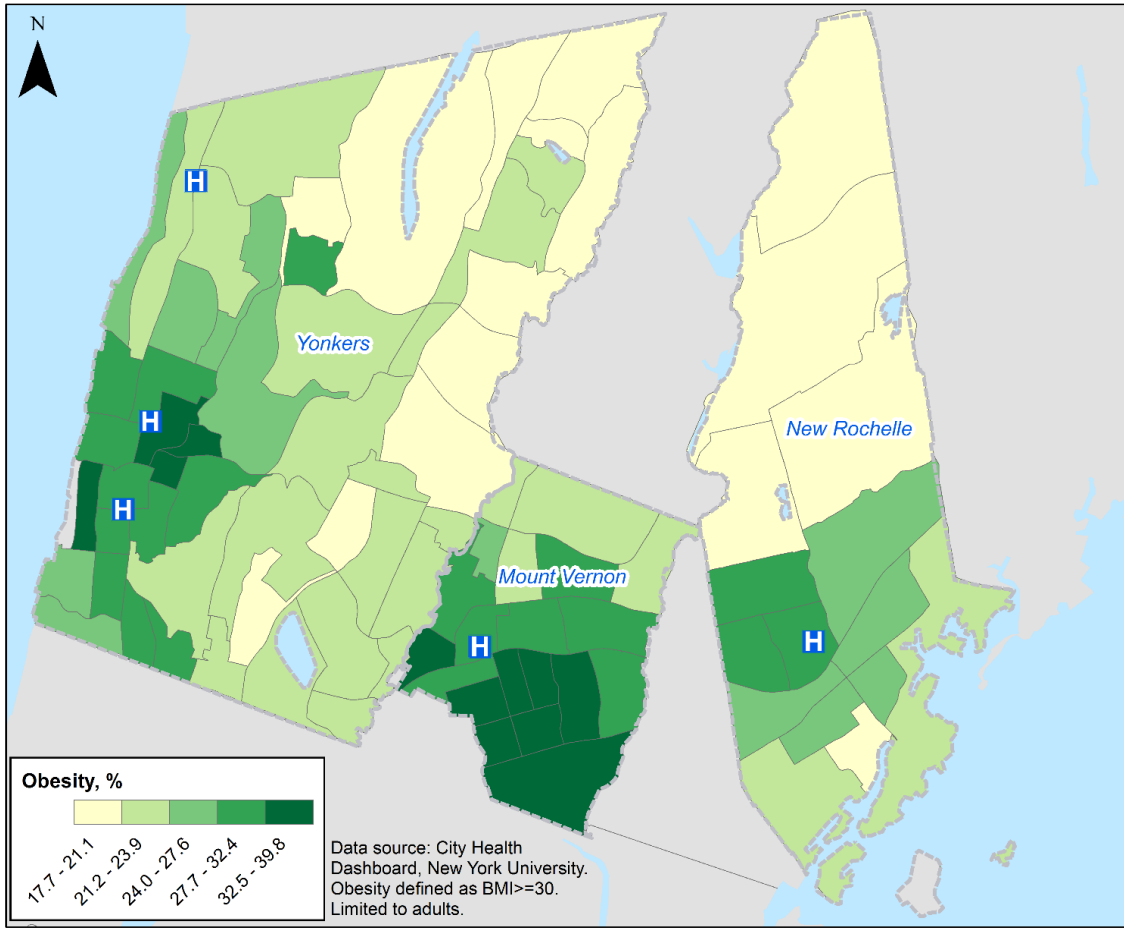 N
H
Yonkers
H
New Rochelle
H
Mount Vernon
H
H
Obesity, %
17.7 - 21.1
21.2 - 23.9
24.0 - 27.6
27.7 - 32.4
32.5 - 39.8
Data source: City Health
Dashboard, New York University.
Obesity defined as BMI>=30.
Limited to adults.